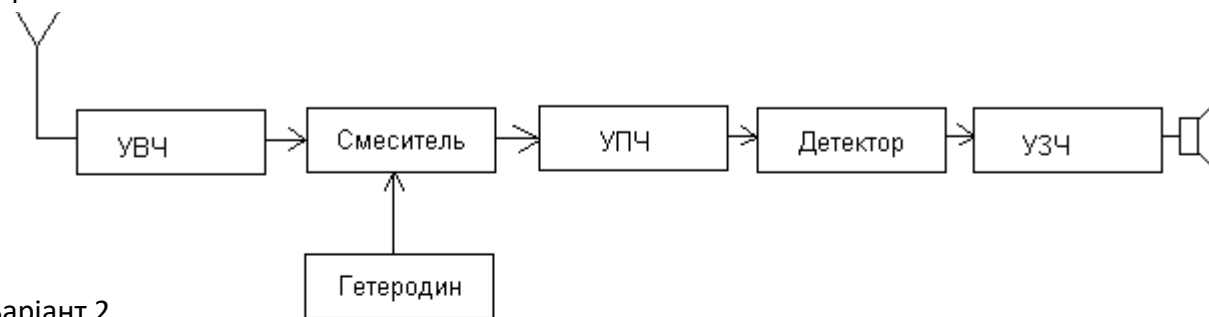 УВЧ
Смеситель
УПЧ
Детектор
УЗЧ
Гетеродин
аріант 2